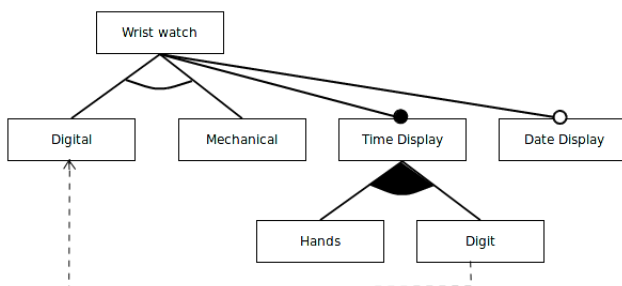 Wrist watch
Digital
Mechanical
Time Display
Date Display
Hands
Digit